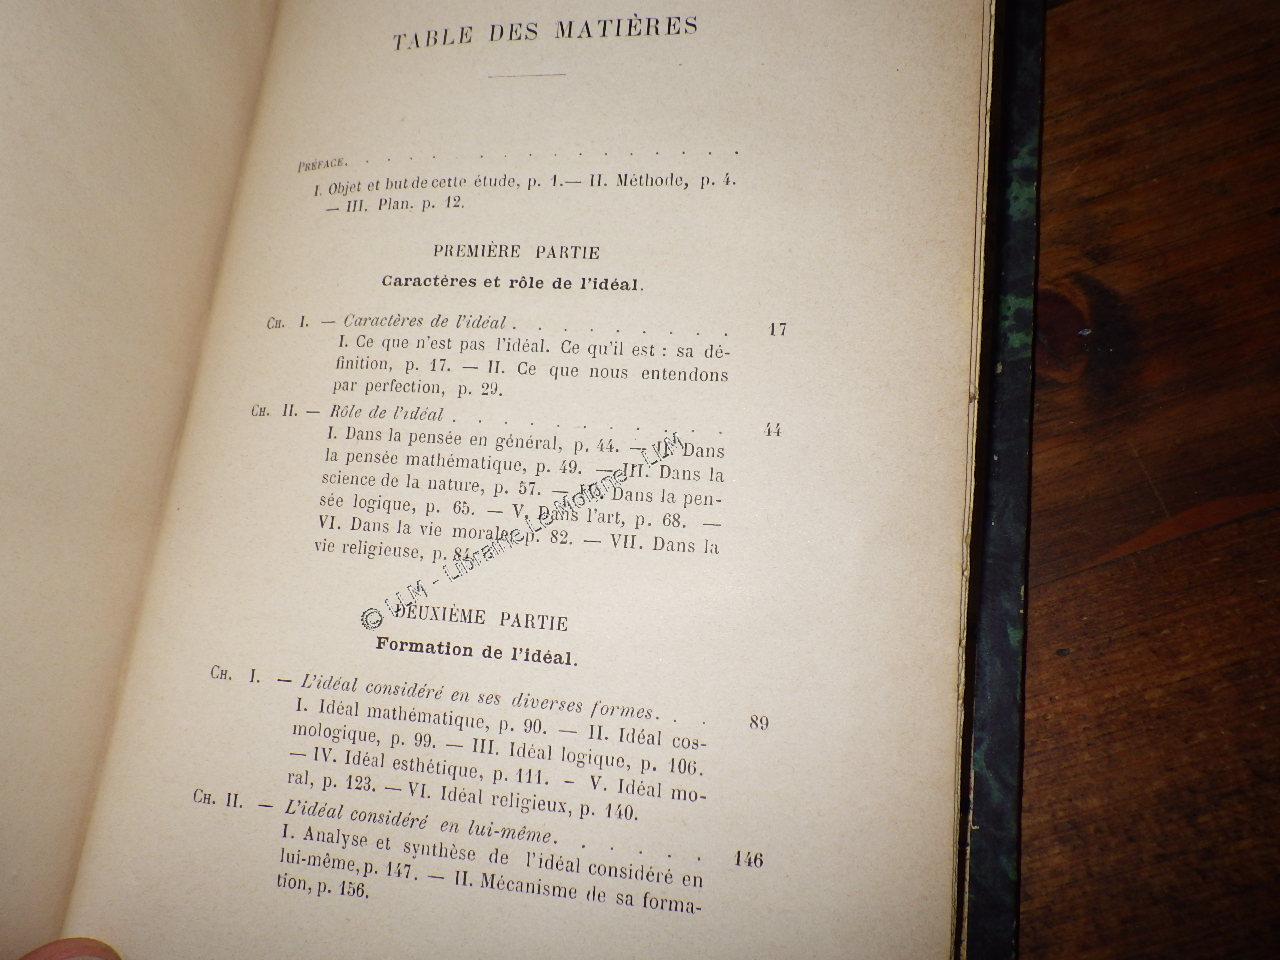 TABLE DES MATIÈRES
PRÉFACE. . . . . . . . . . . . . . . . .
I. Objet et but de cette étude, p. 1. — II. Méthode, p. 4.
— III. Plan. p. 12.
PREMIÈRE PARTIE
Caractères et rôle de l'idéal.
CH. I. — Caractères de l'idéal . . . . . . . . . 17
I. Ce que n'est pas l'idéal. Ce qu'il est : sa dé-
finition, p. 17. — II. Ce que nous entendons
par perfection, p. 29.
CH. II. — Rôle de l'idéal . . . . . . . . . . . 44
I. Dans la pensée en général, p. 44. — II. Dans
la pensée mathématique, p. 49. — III. Dans la
science de la nature, p. 57. — IV. Dans la pen-
sée logique, p. 65. — V. Dans l'art, p. 68. —
VI. Dans la vie morale, p. 82. — VII. Dans la
vie religieuse, p. 84.
© LLM - Librairie Le Moigne - LLM
DEUXIÈME PARTIE
Formation de l'idéal.
CH. I. — L'idéal considéré en ses diverses formes. . . 89
I. Idéal mathématique, p. 90. — II. Idéal cos-
mologique, p. 99. — III. Idéal logique, p. 106.
— IV. Idéal esthétique, p. 111. — V. Idéal mo-
ral, p. 123. — VI. Idéal religieux, p. 140.
CH. II. — L'idéal considéré en lui-même. . . . . . 146
I. Analyse et synthèse de l'idéal considéré en
lui-même, p. 147. — II. Mécanisme de sa forma-
tion, p. 156.